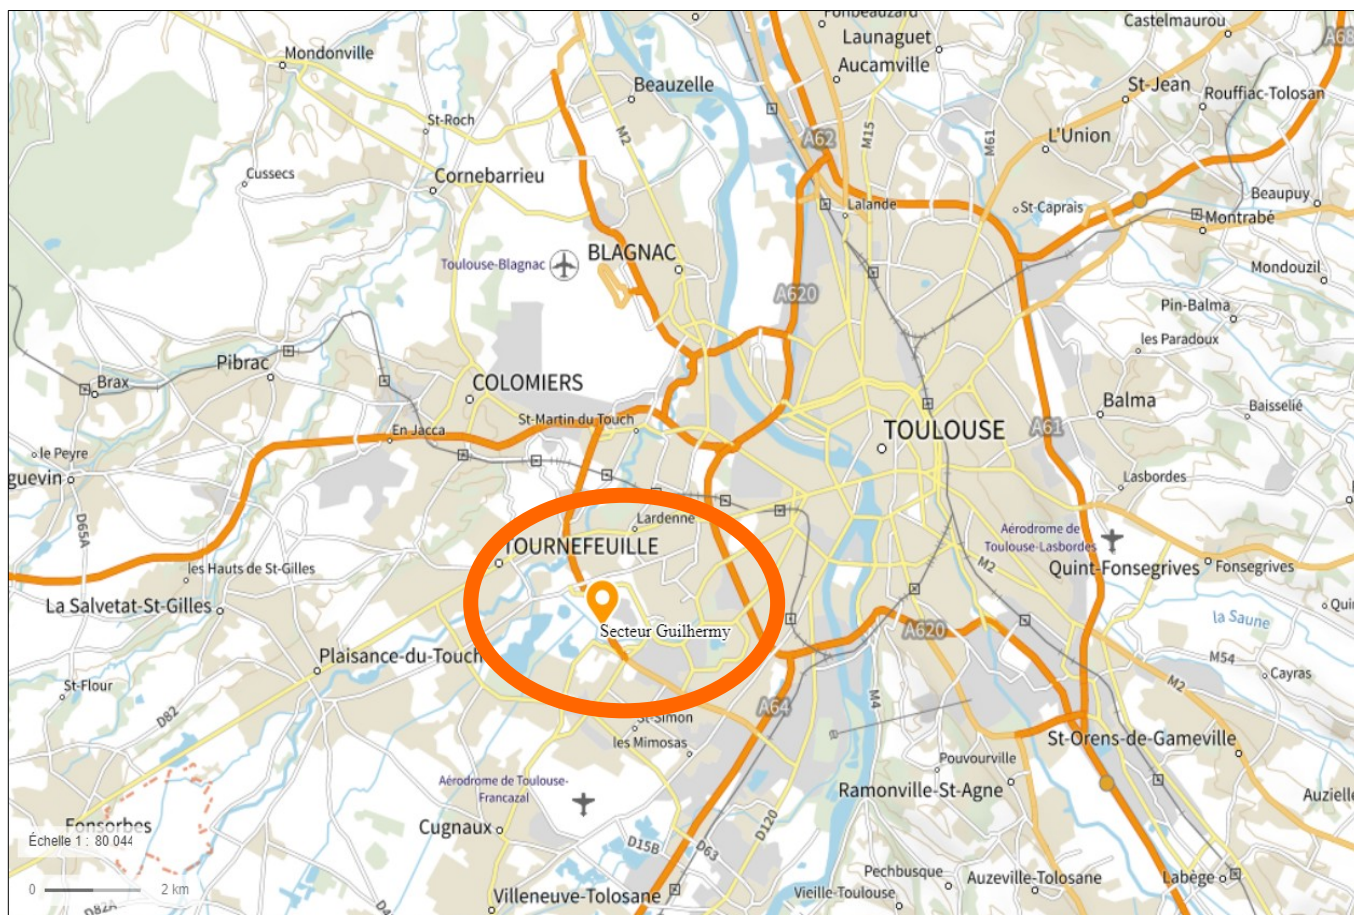 Fonbeauzard
Castelmaurou
Launaguet
A68
Mondonville
Aucamville
Beauzelle
St-Jean
Rouffiac-Tolosan
St-Roch
M2
A62
M15
M61
L'Union
Cussecs
Cornebarrieu
Beaupuy
Lalande
St-Caprais
Montrabé
BLAGNAC
Toulouse-Blagnac
Mondouzil
A620
Pin-Balma
les Paradoux
Pibrac
Brax
COLOMIERS
Balma
Baisselié
St-Martin du Touch
En Jacca
TOULOUSE
A61
le Peyre
guevin
Lasbordes
D65A
Lardenne
Aérodrome de
Toulouse-Lasbordes
TOURNEFEUILLE
M2
Quint-Fonsegrives
Fonsegrives
les Hauts de St-Gilles
La Salvetat-St-Gilles
Quin
la Saune
Secteur Guilhermy
A620
Plaisance-du-Touch
M54
Cayras
St-Flour
M2
D82
A64
M4
St-Simon
les Mimosas
St-Orens-de-Gameville
Pouvourville
Aérodrome de Toulouse-
Francazal
Ramonville-St-Agne
Auzielle
Fonsorbes
Cugnaux
D120
Échelle 1 : 80 044
D15B
D63
Pechbusque
Auzeville-Tolosane
Labège
0 2 km
Villeneuve-Tolosane
Vieille-Toulouse
D82A
D4